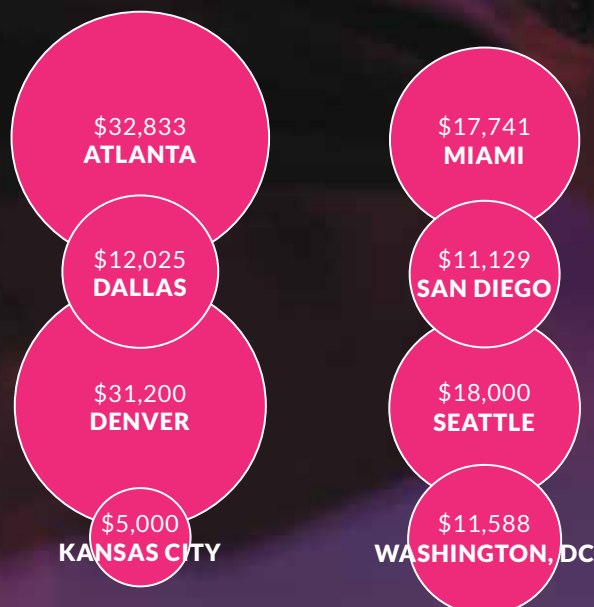 $32,833
ATLANTA
$12,025
DALLAS
$31,200
DENVER
$5,000
KANSAS CITY
$17,741
MIAMI
$11,129
SAN DIEGO
$18,000
SEATTLE
$11,588
WASHINGTON, DC